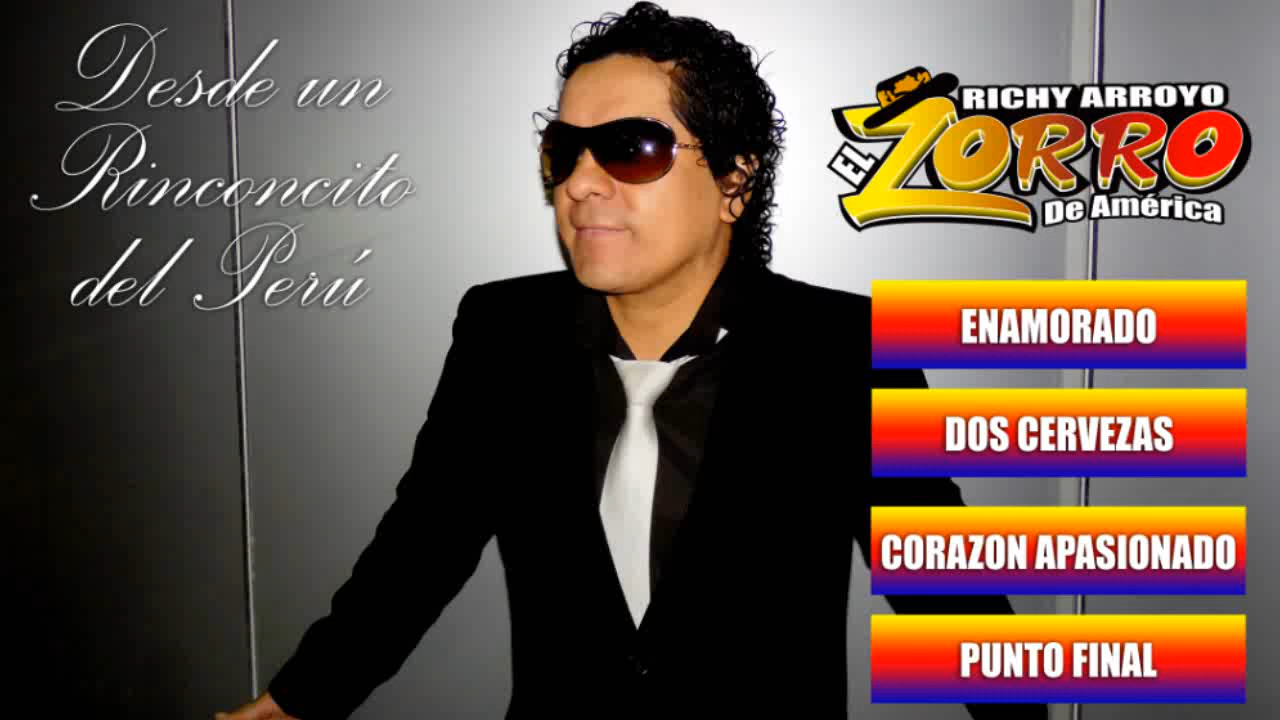 Desde un
Rinconcito
del Perú
RICHY ARROYO
EL ZORRO
De América
ENAMORADO
DOS CERVEZAS
CORAZON APASIONADO
PUNTO FINAL